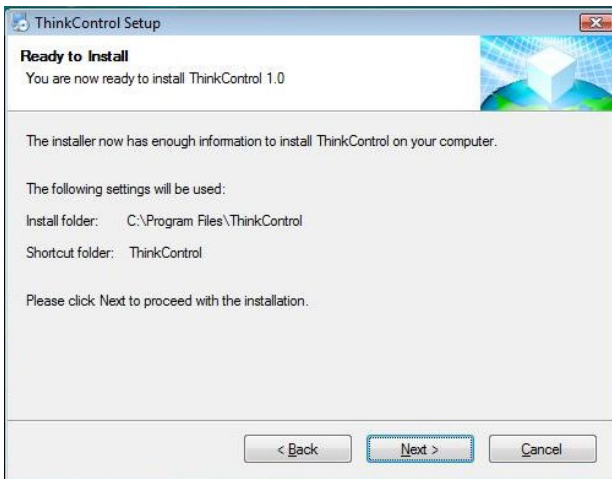 ThinkControl Setup
Ready to Install
You are now ready to install ThinkControl 1.0
The installer now has enough information to install ThinkControl on your computer.
The following settings will be used:
Install folder: C:\Program Files\ThinkControl
Shortcut folder: ThinkControl
Please click Next to proceed with the installation.
< Back Next > Cancel